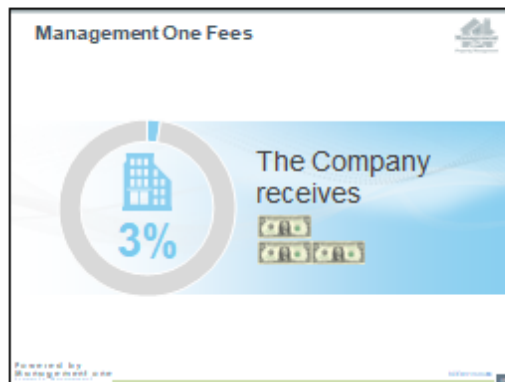 Management One Fees
The Company
receives
3%
Powered by
Management one